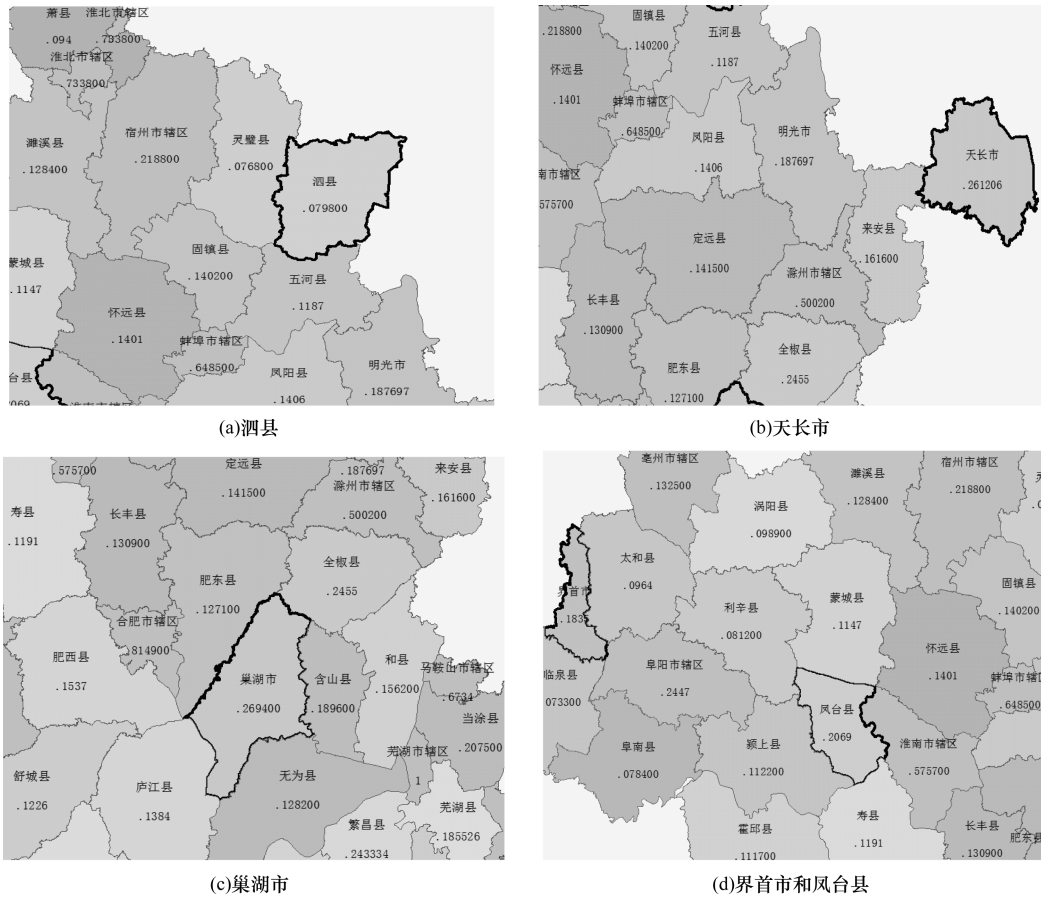 萧县
.094
淮北市辖区
.733800
淮北市辖区
.733800
濉溪县
.128400
宿州市辖区
.218800
灵璧县
.076800
泗县
.079800
蒙城县
.1147
固镇县
.140200
五河县
.1187
怀远县
.1401
蚌埠市辖区
.648500
凤阳县
.1406
明光市
.187697
台县
069
(a)泗县
.218800
固镇县
.140200
五河县
.1187
怀远县
.1401
蚌埠市辖区
.648500
凤阳县
.1406
明光市
.187697
天长市
.261206
南市辖区
575700
定远县
.141500
来安县
.161600
滁州市辖区
.500200
长丰县
.130900
肥东县
.127100
全椒县
.2455
(b)天长市
.575700
定远县
.141500
.187697
滁州市辖区
.500200
来安县
.161600
寿县
.1191
长丰县
.130900
肥东县
.127100
全椒县
.2455
合肥市辖区
.814900
肥西县
.1537
巢湖市
.269400
含山县
.189600
和县
.156200
马鞍山市辖区
.6734
当涂县
.207500
芜湖市辖区
1
舒城县
.1226
庐江县
.1384
无为县
.128200
繁昌县
.243334
芜湖县
.185526
(c)巢湖市
亳州市辖区
.132500
涡阳县
.098900
濉溪县
.128400
宿州市辖区
.218800
太和县
.0964
界首市
.183
利辛县
.081200
蒙城县
.1147
固镇县
.140200
怀远县
.1401
蚌埠市辖区
.648500
临泉县
073300
阜阳市辖区
.2447
凤台县
.2069
阜南县
.078400
颍上县
.112200
淮南市辖区
.575700
霍邱县
.111700
寿县
.1191
长丰县
.130900
肥东县
(d)界首市和凤台县